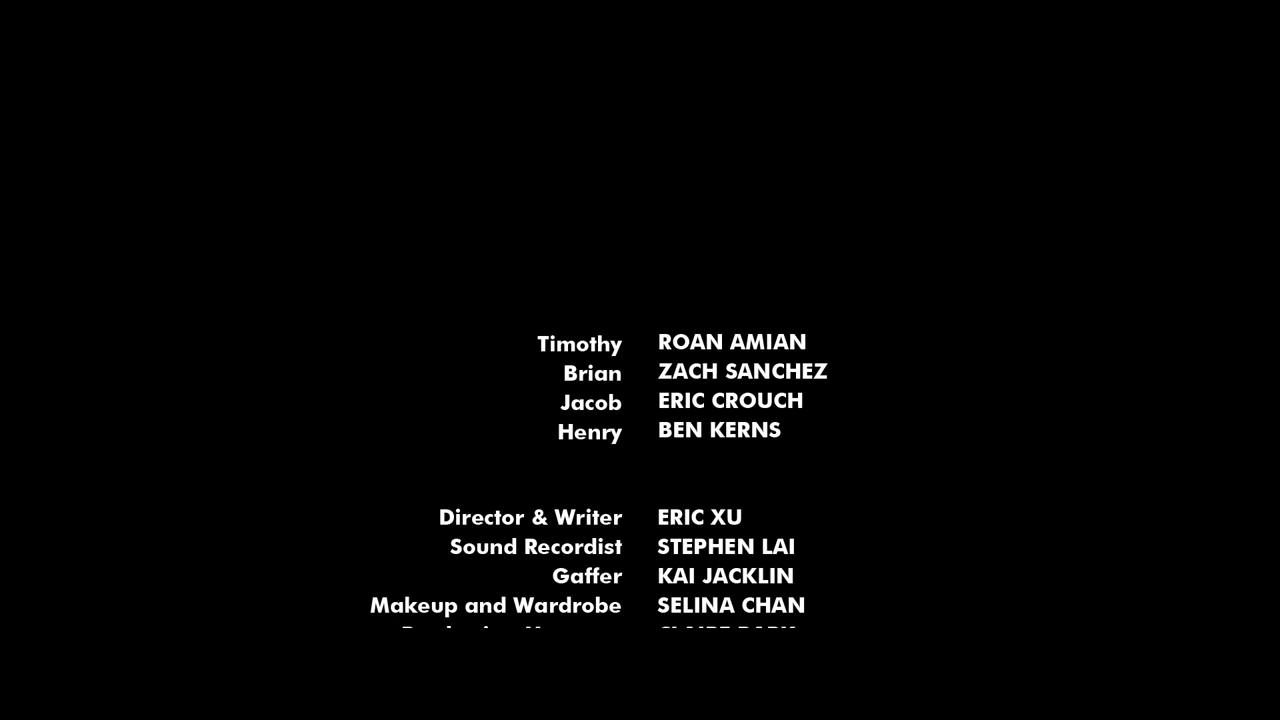 Timothy ROAN AMIAN
Brian ZACH SANCHEZ
Jacob ERIC CROUCH
Henry BEN KERNS
Director & Writer ERIC XU
Sound Recordist STEPHEN LAI
Gaffer KAI JACKLIN
Makeup and Wardrobe SELINA CHAN